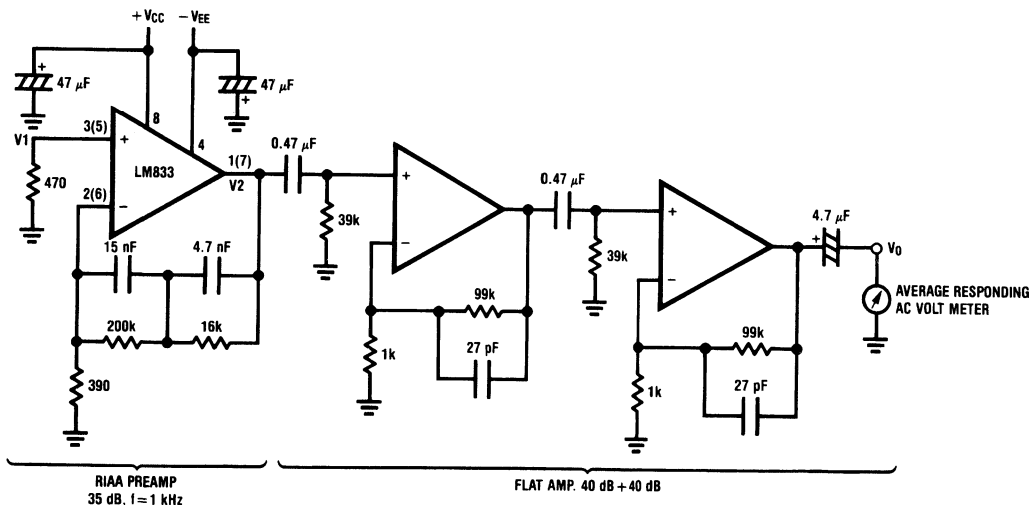 +VCC
−VEE
+
47 µF
+
47 µF
8
3(5)
V1
+
4
LM833
1(7)
V2
0.47 µF
470
2(6)
−
15 nF
4.7 nF
200k
16k
390
39k
+
−
0.47 µF
99k
1k
27 pF
39k
+
−
4.7 µF
+
VO
AVERAGE RESPONDING
AC VOLT METER
99k
1k
27 pF
RIAA PREAMP
35 dB, f=1 kHz
FLAT AMP. 40 dB+40 dB